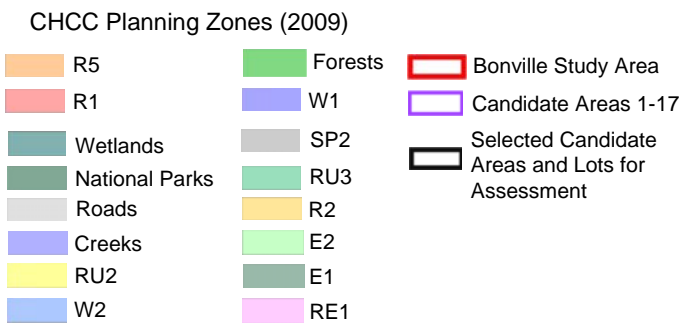 CHCC Planning Zones (2009)
R5
R1
Wetlands
National Parks
Roads
Creeks
RU2
W2
Forests
W1
SP2
RU3
R2
E2
E1
RE1
Bonville Study Area
Candidate Areas 1-17
Selected Candidate
Areas and Lots for
Assessment